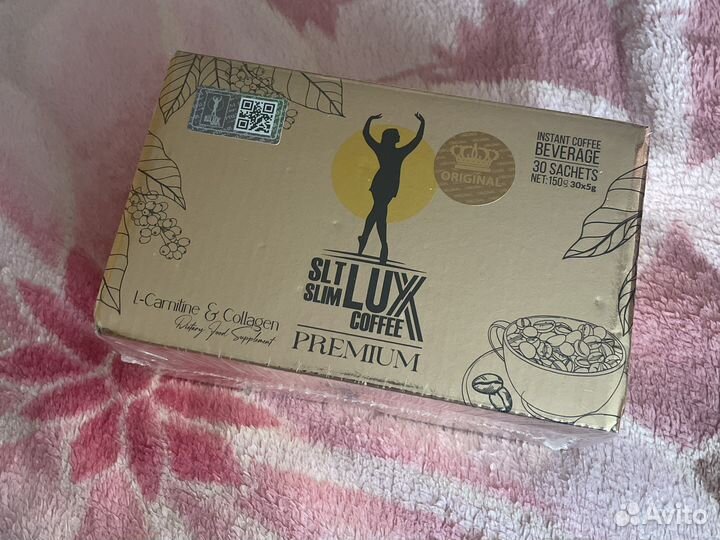 ORIGINAL
INSTANT COFFEE
BEVERAGE
30 SACHETS
NET:150g 30x5g
SLT
SLIM
LUX
COFFEE
PREMIUM
L-Carnitine & Collagen
Dietary Food Supplement
Avito